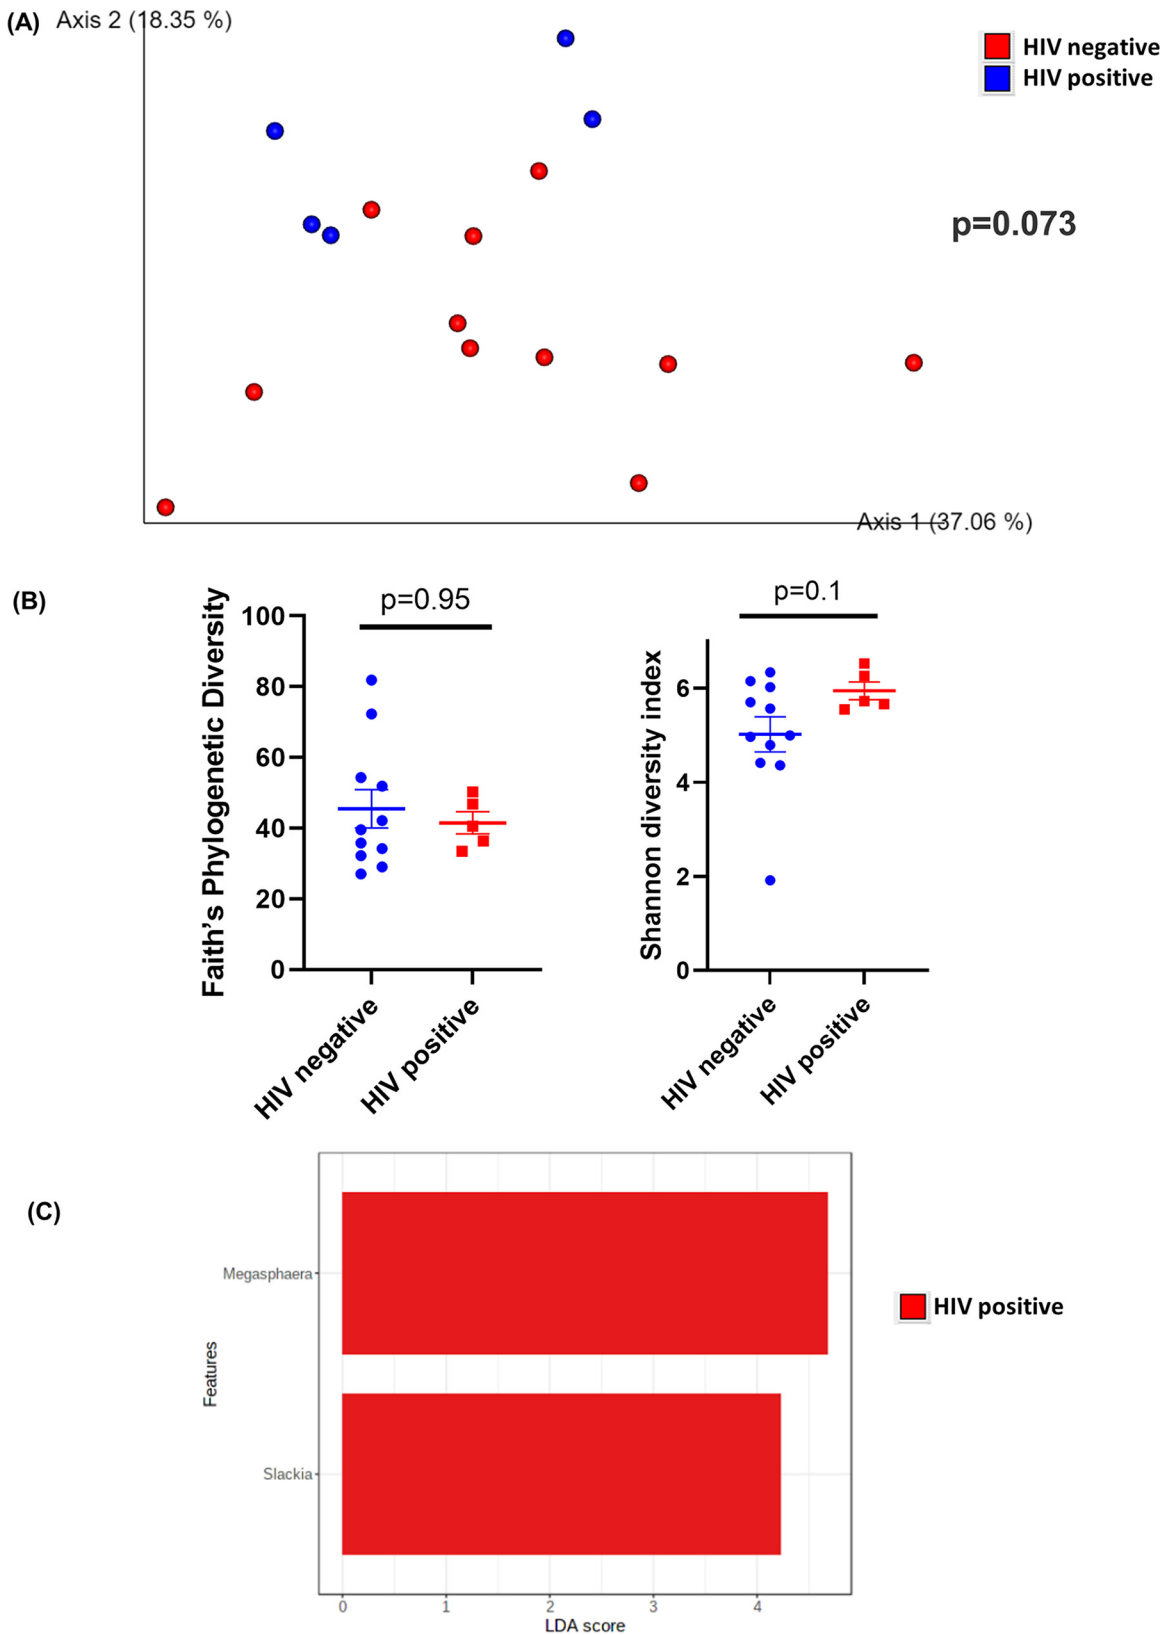 (A) Axis 2 (18.35 %)
HIV negative
HIV positive
p=0.073
Axis 1 (37.06 %)
(B)
p=0.95
Faith's Phylogenetic Diversity
100
80
60
40
20
0
HIV negative
HIV positive
p=0.1
Shannon diversity index
6
4
2
0
HIV negative
HIV positive
(C)
Features
Megasphaera
Slackia
HIV positive
0 1 2 3 4
LDA score